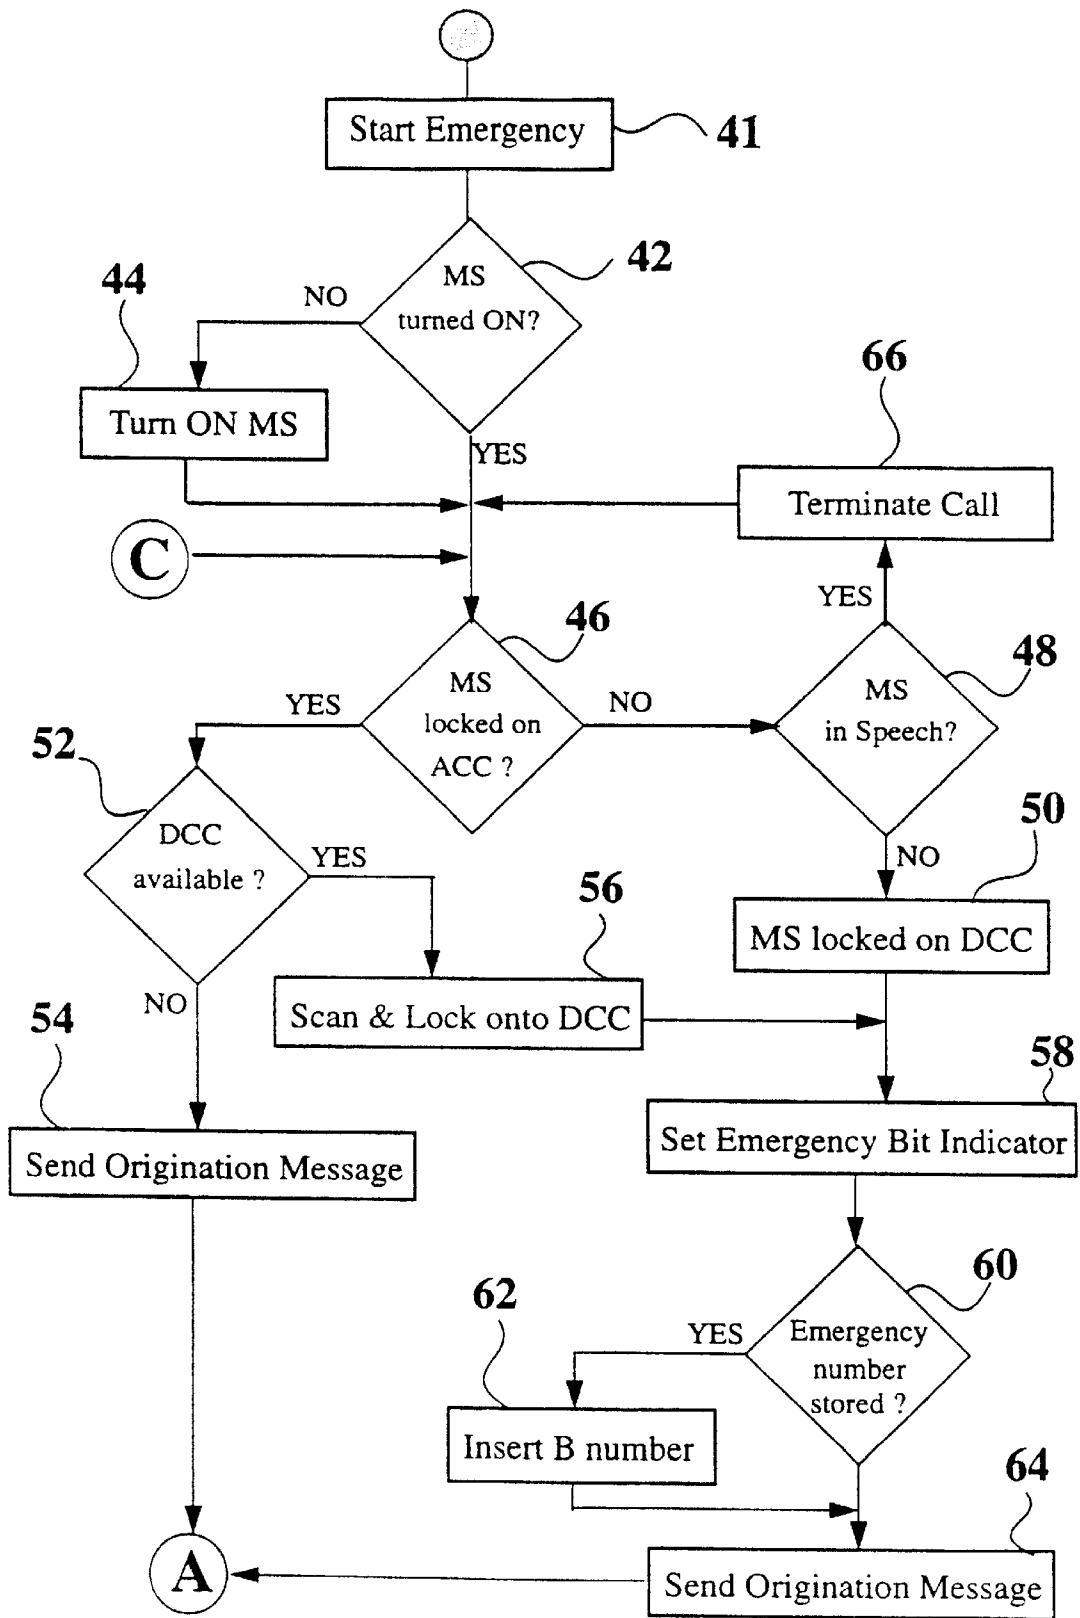 Start Emergency
41
MS
turned ON?
42
NO
44
Turn ON MS
YES
66
Terminate Call
C
YES
46
MS
locked on
ACC ?
YES
NO
48
MS
in Speech?
52
DCC
available ?
YES
NO
50
MS locked on DCC
56
Scan & Lock onto DCC
NO
54
Send Origination Message
58
Set Emergency Bit Indicator
60
Emergency
number
stored ?
YES
62
Insert B number
64
Send Origination Message
A